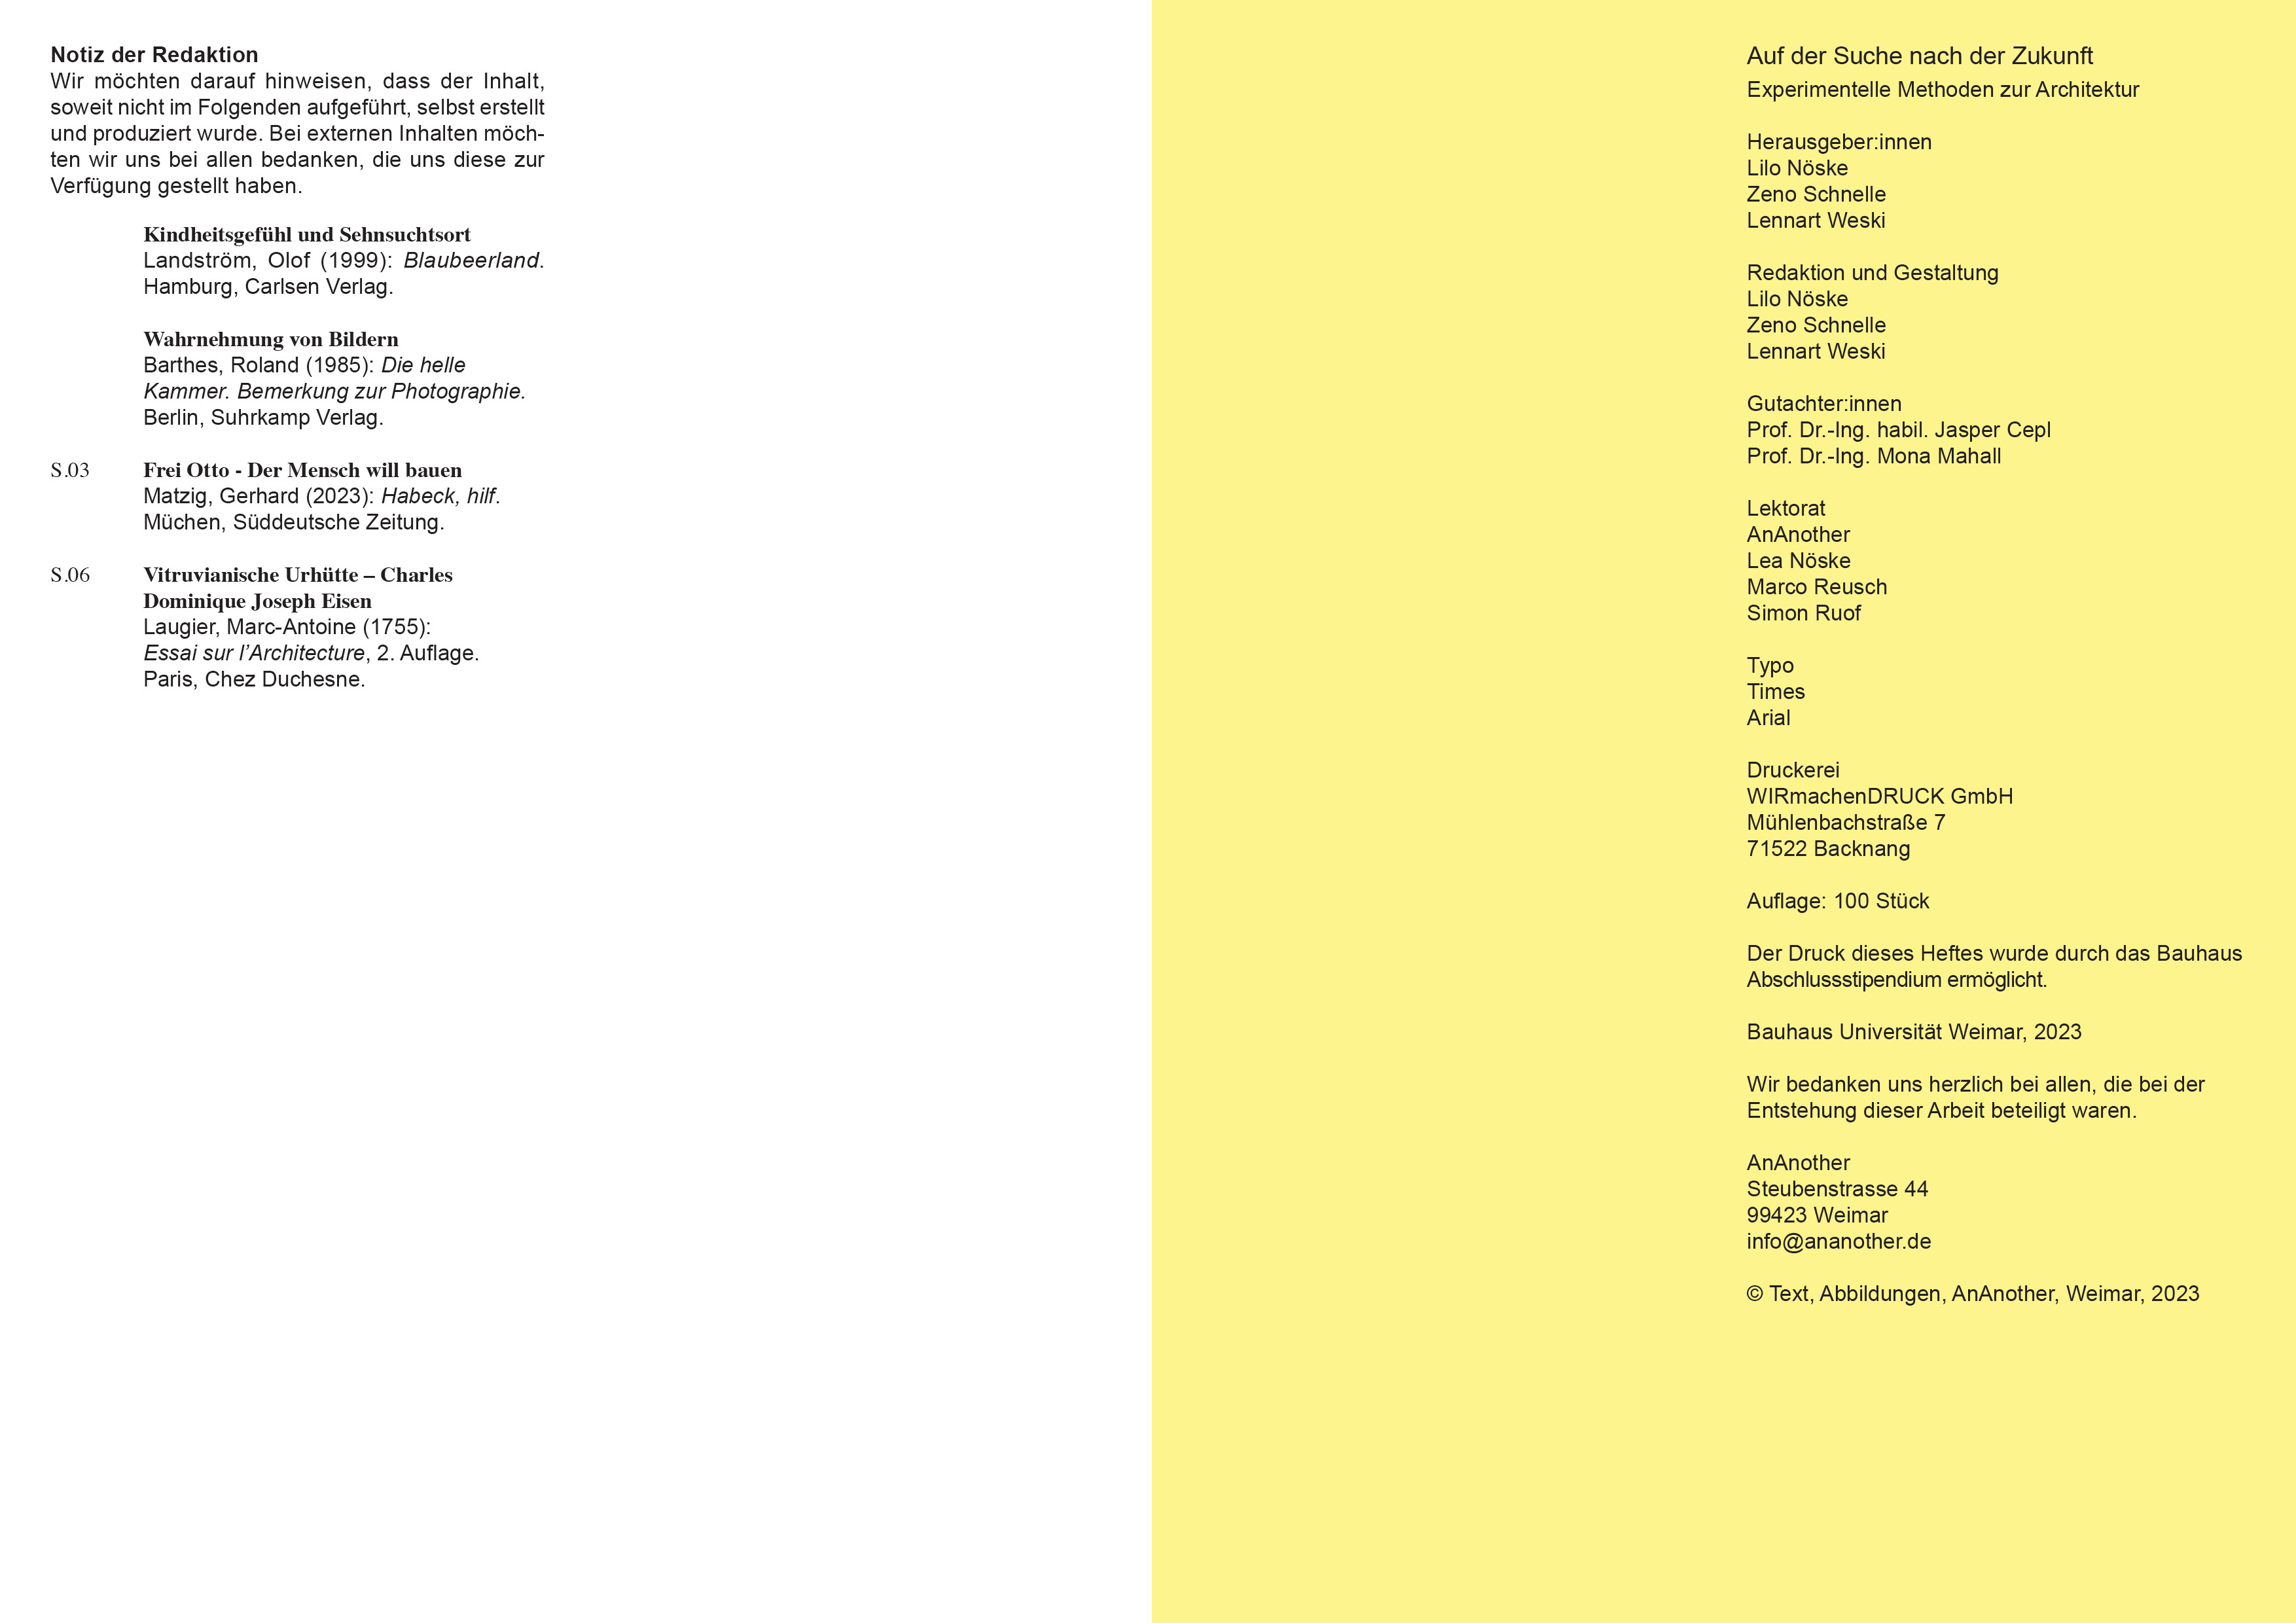 Notiz der Redaktion
Wir möchten darauf hinweisen, dass der Inhalt,
soweit nicht im Folgenden aufgeführt, selbst erstellt
und produziert wurde. Bei externen Inhalten möch-
ten wir uns bei allen bedanken, die uns diese zur
Verfügung gestellt haben.
Kindheitsgefühl und Sehnsuchtsort
Landström, Olof (1999): Blaubeerland.
Hamburg, Carlsen Verlag.
Wahrnehmung von Bildern
Barthes, Roland (1985): Die helle
Kammer. Bemerkung zur Photographie.
Berlin, Suhrkamp Verlag.
S.03 Frei Otto - Der Mensch will bauen
Matzig, Gerhard (2023): Habeck, hilf.
Müchen, Süddeutsche Zeitung.
S.06 Vitruvianische Urhütte – Charles
Dominique Joseph Eisen
Laugier, Marc-Antoine (1755):
Essai sur l’Architecture, 2. Auflage.
Paris, Chez Duchesne.
Auf der Suche nach der Zukunft
Experimentelle Methoden zur Architektur
Herausgeber:innen
Lilo Nöske
Zeno Schnelle
Lennart Weski
Redaktion und Gestaltung
Lilo Nöske
Zeno Schnelle
Lennart Weski
Gutachter:innen
Prof. Dr.-Ing. habil. Jasper Cepl
Prof. Dr.-Ing. Mona Mahall
Lektorat
AnAnother
Lea Nöske
Marco Reusch
Simon Ruof
Typo
Times
Arial
Druckerei
WIRmachenDRUCK GmbH
Mühlenbachstraße 7
71522 Backnang
Auflage: 100 Stück
Der Druck dieses Heftes wurde durch das Bauhaus
Abschlussstipendium ermöglicht.
Bauhaus Universität Weimar, 2023
Wir bedanken uns herzlich bei allen, die bei der
Entstehung dieser Arbeit beteiligt waren.
AnAnother
Steubenstrasse 44
99423 Weimar
info@ananother.de
© Text, Abbildungen, AnAnother, Weimar, 2023